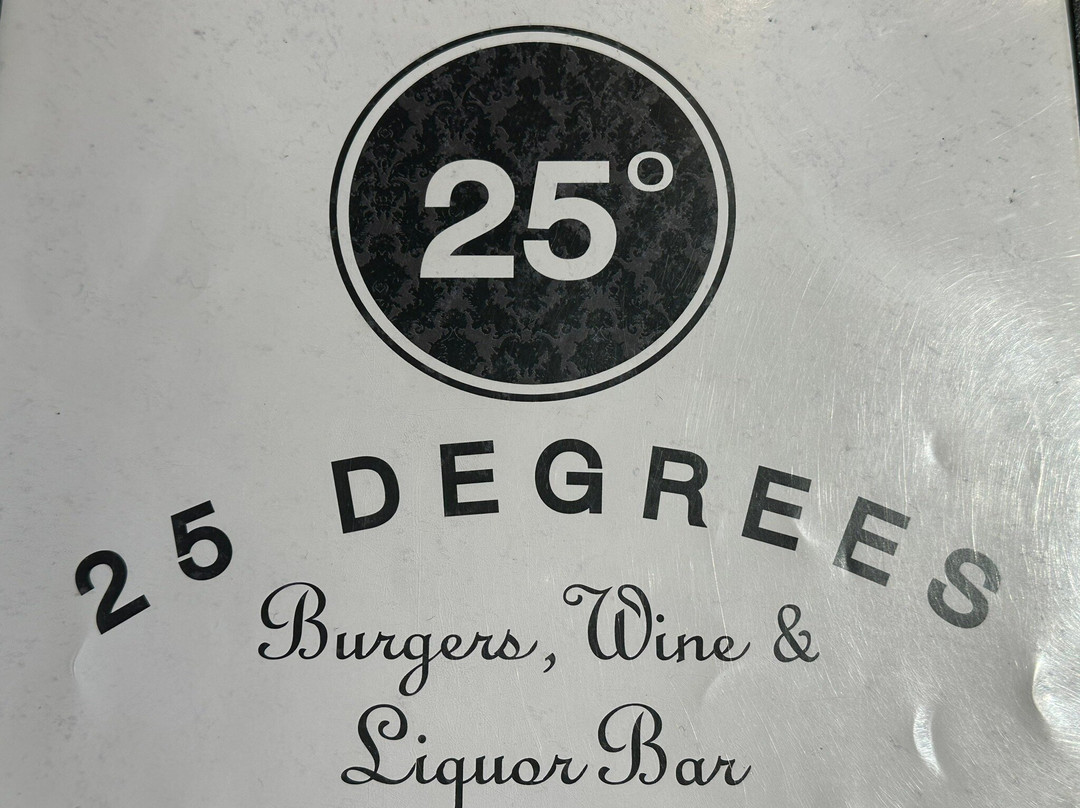 25°
25 DEGREES
Burgers, Wine &
Liquor Bar